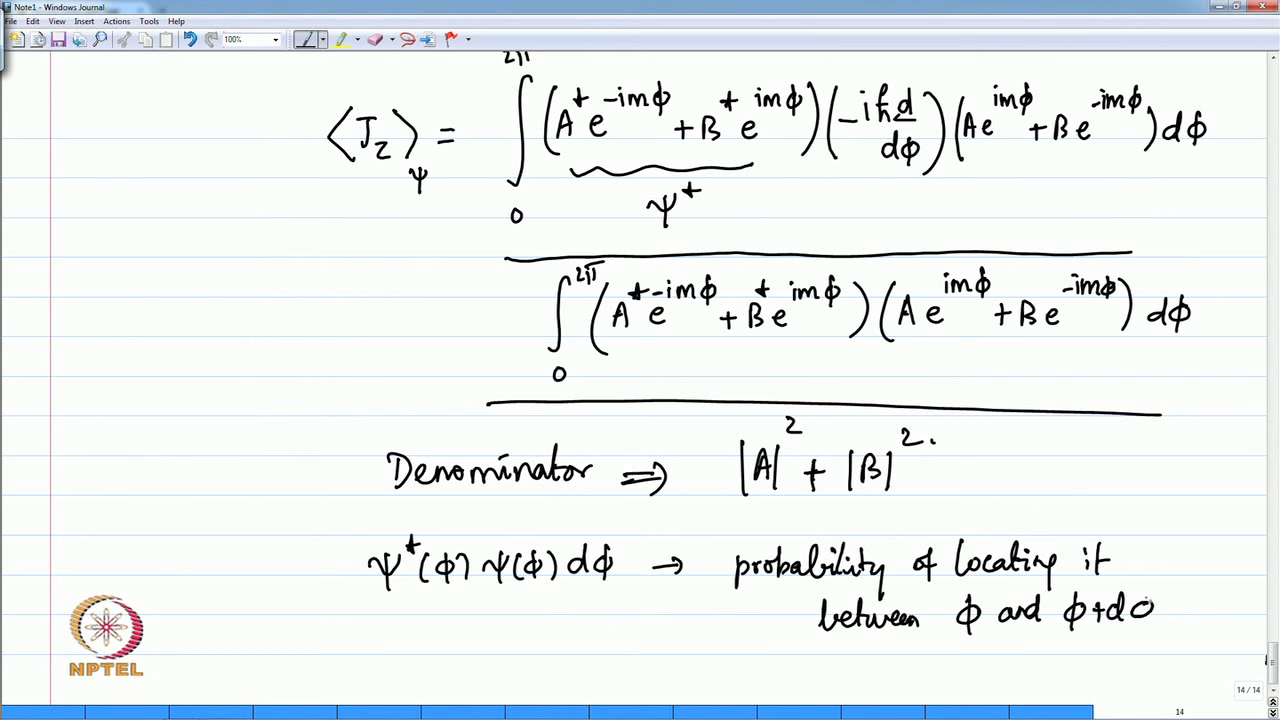 Note1 - Windows Journal
File Edit View Insert Actions Tools Help
100%
⟨J_z⟩_ψ = ∫_0^{2π} (A* e^{-imφ} + B* e^{imφ}) (-iℏ d/dφ) (A e^{imφ} + B e^{-imφ}) dφ
ψ*
∫_0^{2π} (A* e^{-imφ} + B* e^{imφ}) (A e^{imφ} + B e^{-imφ}) dφ
Denominator ⟹ |A|² + |B|².
ψ*(φ) ψ(φ) dφ → probability of locating it
between φ and φ+d
NPTEL
14 / 14
14